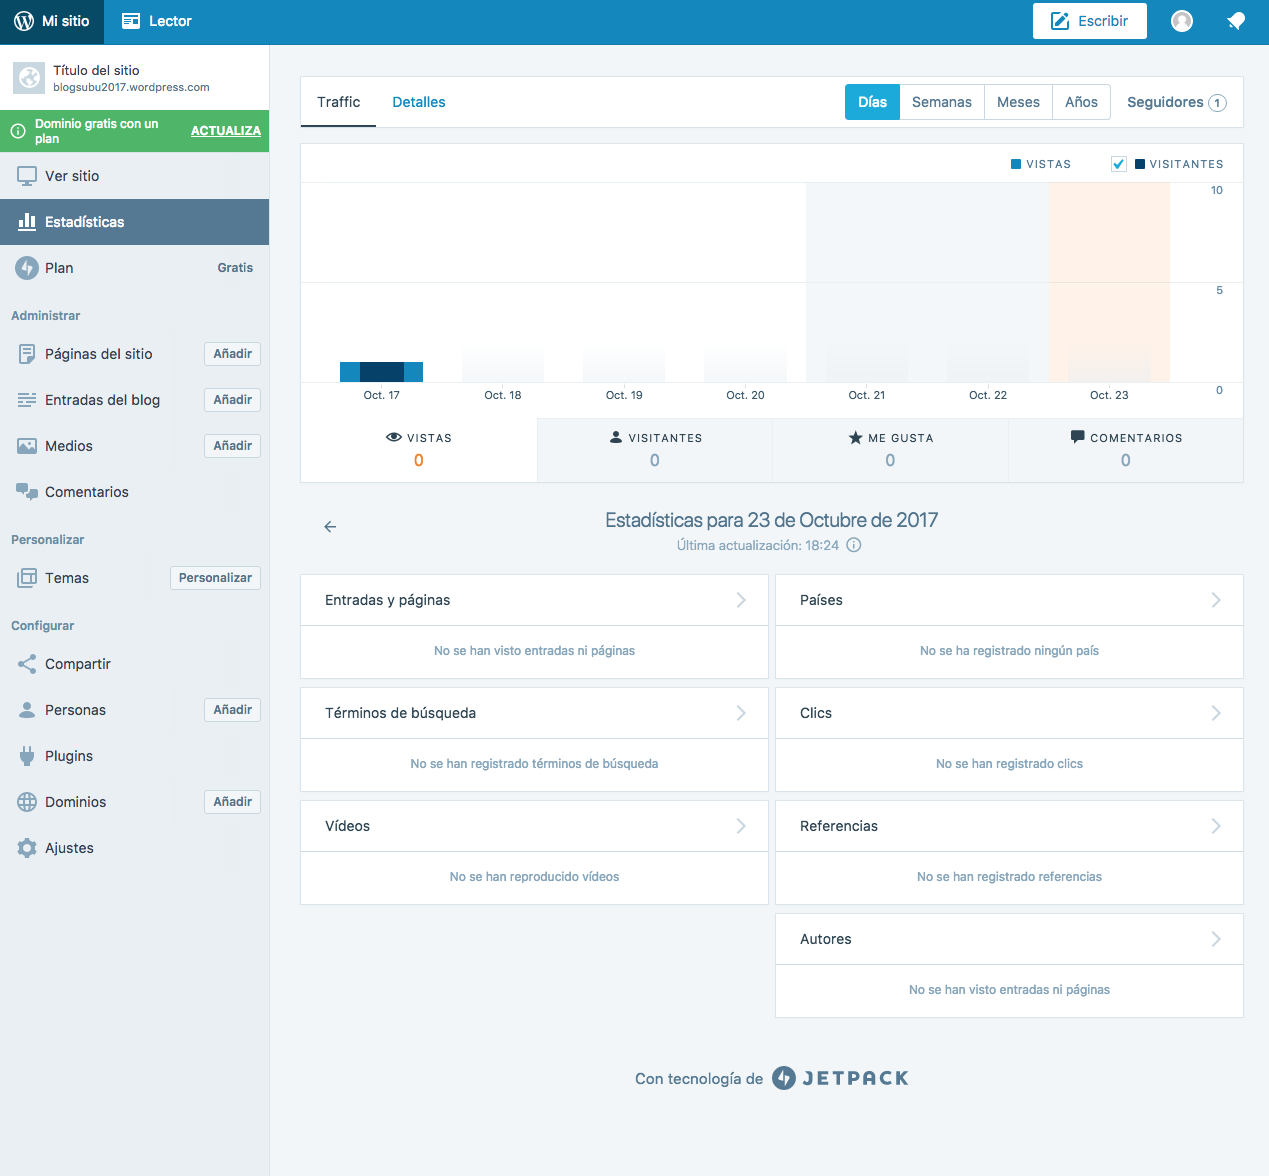 Mi sitio
Lector
Escribir
Título del sitio
blogsubu2017.wordpress.com
Dominio gratis con un
plan
ACTUALIZA
Ver sitio
Estadísticas
Plan
Gratis
Administrar
Páginas del sitio
Añadir
Entradas del blog
Añadir
Medios
Añadir
Comentarios
Personalizar
Temas
Personalizar
Configurar
Compartir
Personas
Añadir
Plugins
Dominios
Añadir
Ajustes
Traffic
Detalles
Días
Semanas
Meses
Años
Seguidores 1
VISTAS
VISITANTES
10
5
0
Oct. 17
Oct. 18
Oct. 19
Oct. 20
Oct. 21
Oct. 22
Oct. 23
VISTAS
0
VISITANTES
0
ME GUSTA
0
COMENTARIOS
0
Estadísticas para 23 de Octubre de 2017
Última actualización: 18:24
Entradas y páginas
No se han visto entradas ni páginas
Países
No se ha registrado ningún país
Términos de búsqueda
No se han registrado términos de búsqueda
Clics
No se han registrado clics
Vídeos
No se han reproducido vídeos
Referencias
No se han registrado referencias
Autores
No se han visto entradas ni páginas
Con tecnología de JETPACK